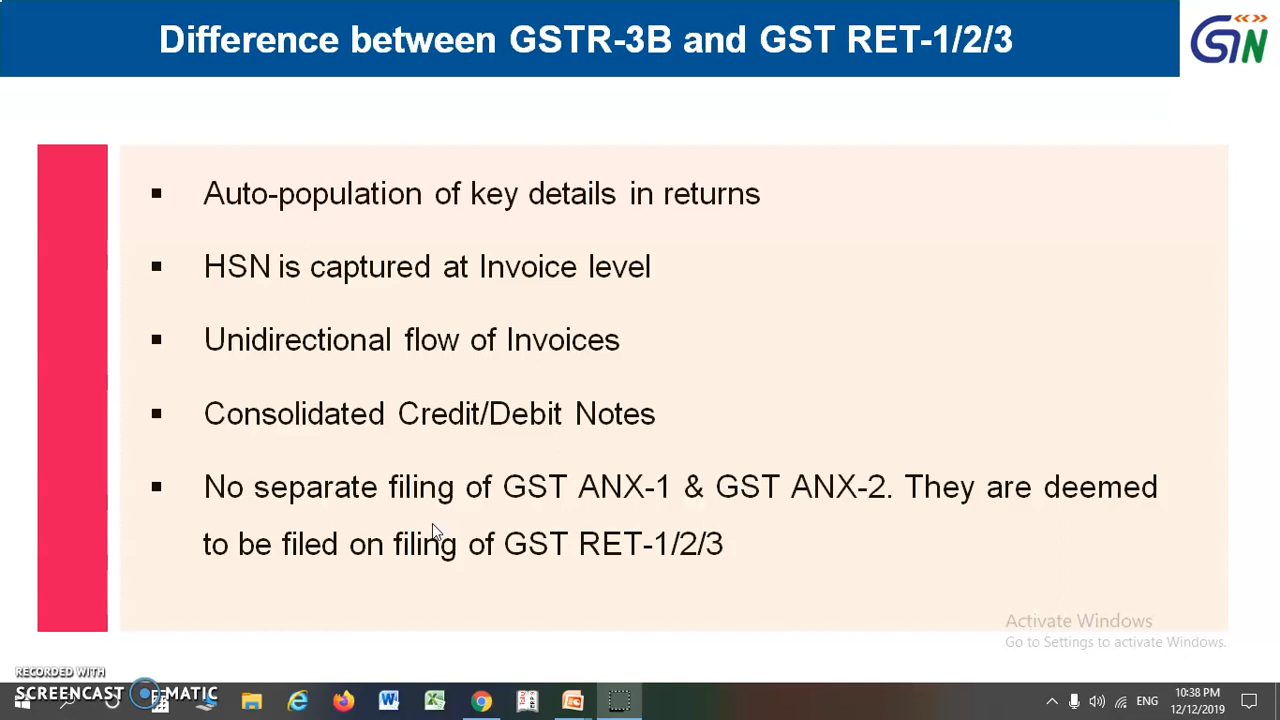 Difference between GSTR-3B and GST RET-1/2/3
GSTN
▪ Auto-population of key details in returns
▪ HSN is captured at Invoice level
▪ Unidirectional flow of Invoices
▪ Consolidated Credit/Debit Notes
▪ No separate filing of GST ANX-1 & GST ANX-2. They are deemed
to be filed on filing of GST RET-1/2/3
Activate Windows
Go to Settings to activate Windows.
RECORDED WITH
SCREENCAST MATIC
ENG
10:38 PM
12/12/2019